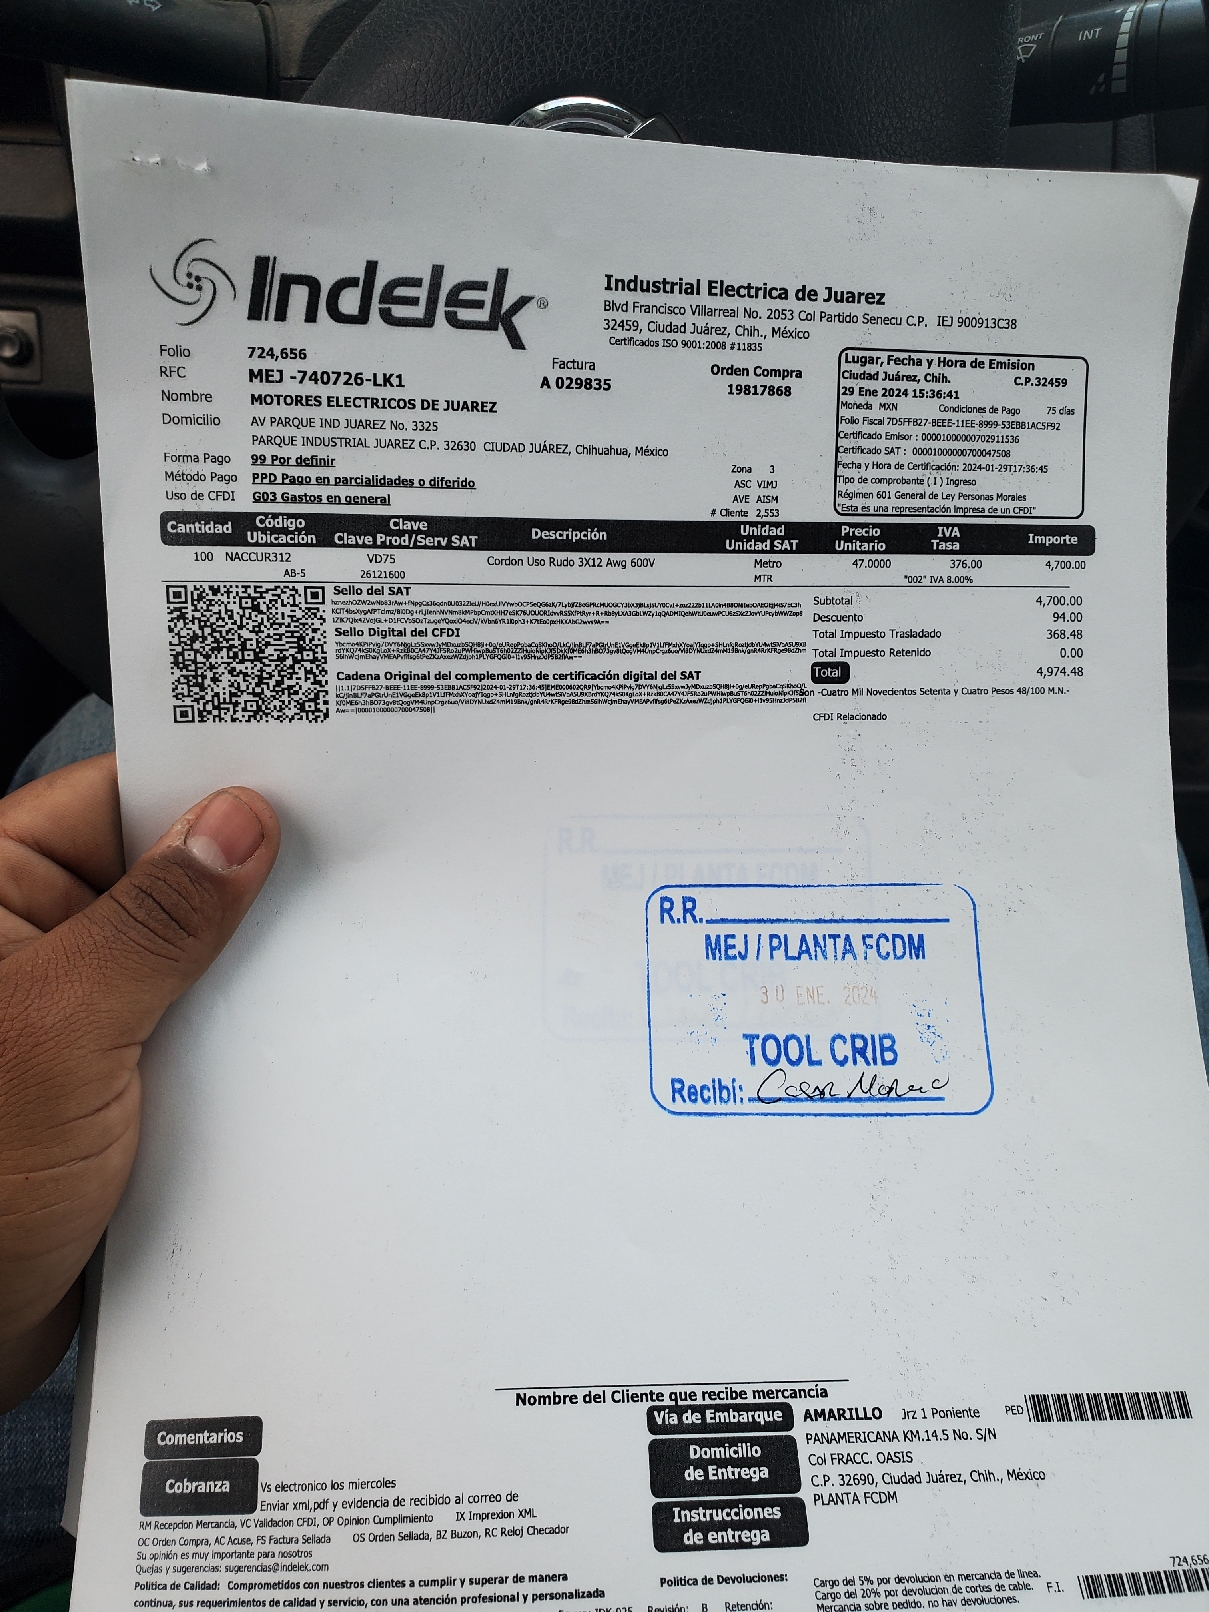 FRONT INT
Indelek®
Industrial Electrica de Juarez
Blvd Francisco Villarreal No. 2053 Col Partido Senecu C.P. IEJ 900913C38
32459, Ciudad Juárez, Chih., México
Certificados ISO 9001:2008 #11835
Folio 724,656
RFC MEJ -740726-LK1
Nombre MOTORES ELECTRICOS DE JUAREZ
Domicilio AV PARQUE IND JUAREZ No. 3325
PARQUE INDUSTRIAL JUAREZ C.P. 32630 CIUDAD JUÁREZ, Chihuahua, México
Forma Pago 99 Por definir
Método Pago PPD Pago en parcialidades o diferido
Uso de CFDI G03 Gastos en general
Factura
A 029835
Orden Compra
19817868
Zona 3
ASC VIMJ
AVE AISM
# Cliente 2,553
Lugar, Fecha y Hora de Emision
Ciudad Juárez, Chih. C.P.32459
29 Ene 2024 15:36:41
Moneda MXN Condiciones de Pago 75 días
Folio Fiscal 7D5FFB27-BEEE-11EE-8999-53EBB1AC5F92
Certificado Emisor : 00001000000702911536
Certificado SAT : 00001000000700047508
Fecha y Hora de Certificación: 2024-01-29T17:36:45
Tipo de comprobante ( I ) Ingreso
Régimen 601 General de Ley Personas Morales
"Esta es una representación Impresa de un CFDI"
Cantidad Código Ubicación Clave Clave Prod/Serv SAT Descripción Unidad Unidad SAT Precio Unitario IVA Tasa Importe
100 NACCUR312 VD75 Cordon Uso Rudo 3X12 Awg 600V Metro 47.0000 376.00 4,700.00
AB-5 26121600 MTR "002" IVA 8.00%
Sello del SAT
Sello Digital del CFDI
Cadena Original del complemento de certificación digital del SAT
Subtotal 4,700.00
Descuento 94.00
Total Impuesto Trasladado 368.48
Total Impuesto Retenido 0.00
Total 4,974.48
Son -Cuatro Mil Novecientos Setenta y Cuatro Pesos 48/100 M.N.-
CFDI Relacionado
R.R.
MEJ / PLANTA FCDM
30 ENE. 2024
TOOL CRIB
Recibí:
Nombre del Cliente que recibe mercancía
Comentarios
Cobranza Vs electronico los miercoles
Enviar xml,pdf y evidencia de recibido al correo de
RM Recepcion Mercancia, VC Validacion CFDI, OP Opinion Cumplimiento IX Imprexion XML
OC Orden Compra, AC Acuse, FS Factura Sellada OS Orden Sellada, BZ Buzon, RC Reloj Checador
Su opinión es muy importante para nosotros
Quejas y sugerencias: sugerencias@indelek.com
Politica de Calidad: Comprometidos con nuestros clientes a cumplir y superar de manera
continua, sus requerimientos de calidad y servicio, con una atención profesional y personalizada
Vía de Embarque AMARILLO Jrz 1 Poniente PED
Domicilio de Entrega PANAMERICANA KM.14.5 No. S/N
Col FRACC. OASIS
C.P. 32690, Ciudad Juárez, Chih., México
PLANTA FCDM
Instrucciones de entrega
724,656
Politica de Devoluciones: Cargo del 5% por devolucion en mercancia de linea.
Cargo del 20% por devolucion de cortes de cable. F.I.
Mercancia sobre pedido, no hay devoluciones.
Revisión: B Retención: